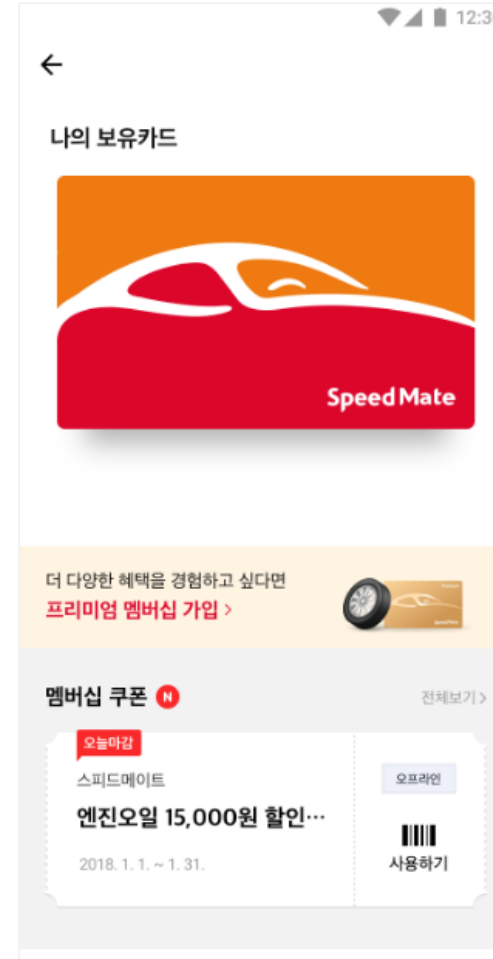 12:3
나의 보유카드
Speed Mate
더 다양한 혜택을 경험하고 싶다면
프리미엄 멤버십 가입 >
멤버십 쿠폰 N
전체보기 >
오늘마감
스피드메이트
오프라인
엔진오일 15,000원 할인…
2018. 1. 1. ~ 1. 31.
사용하기